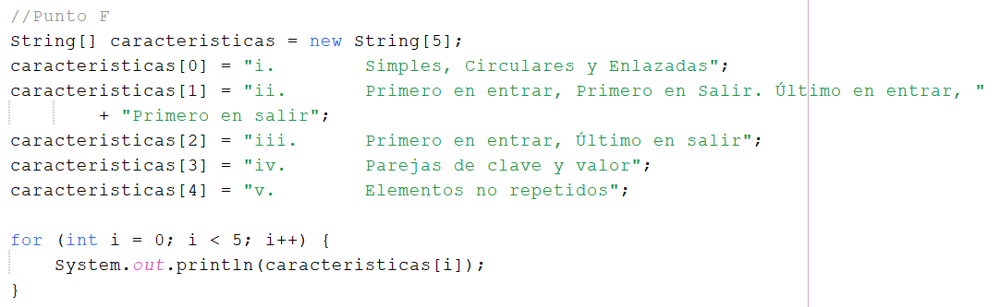 //Punto F
String[] caracteristicas = new String[5];
caracteristicas[0] = "i.       Simples, Circulares y Enlazadas";
caracteristicas[1] = "ii.      Primero en entrar, Primero en Salir. Último en entrar, "
        + "Primero en salir";
caracteristicas[2] = "iii.     Primero en entrar, Último en salir";
caracteristicas[3] = "iv.      Parejas de clave y valor";
caracteristicas[4] = "v.       Elementos no repetidos";

for (int i = 0; i < 5; i++) {
    System.out.println(caracteristicas[i]);
}